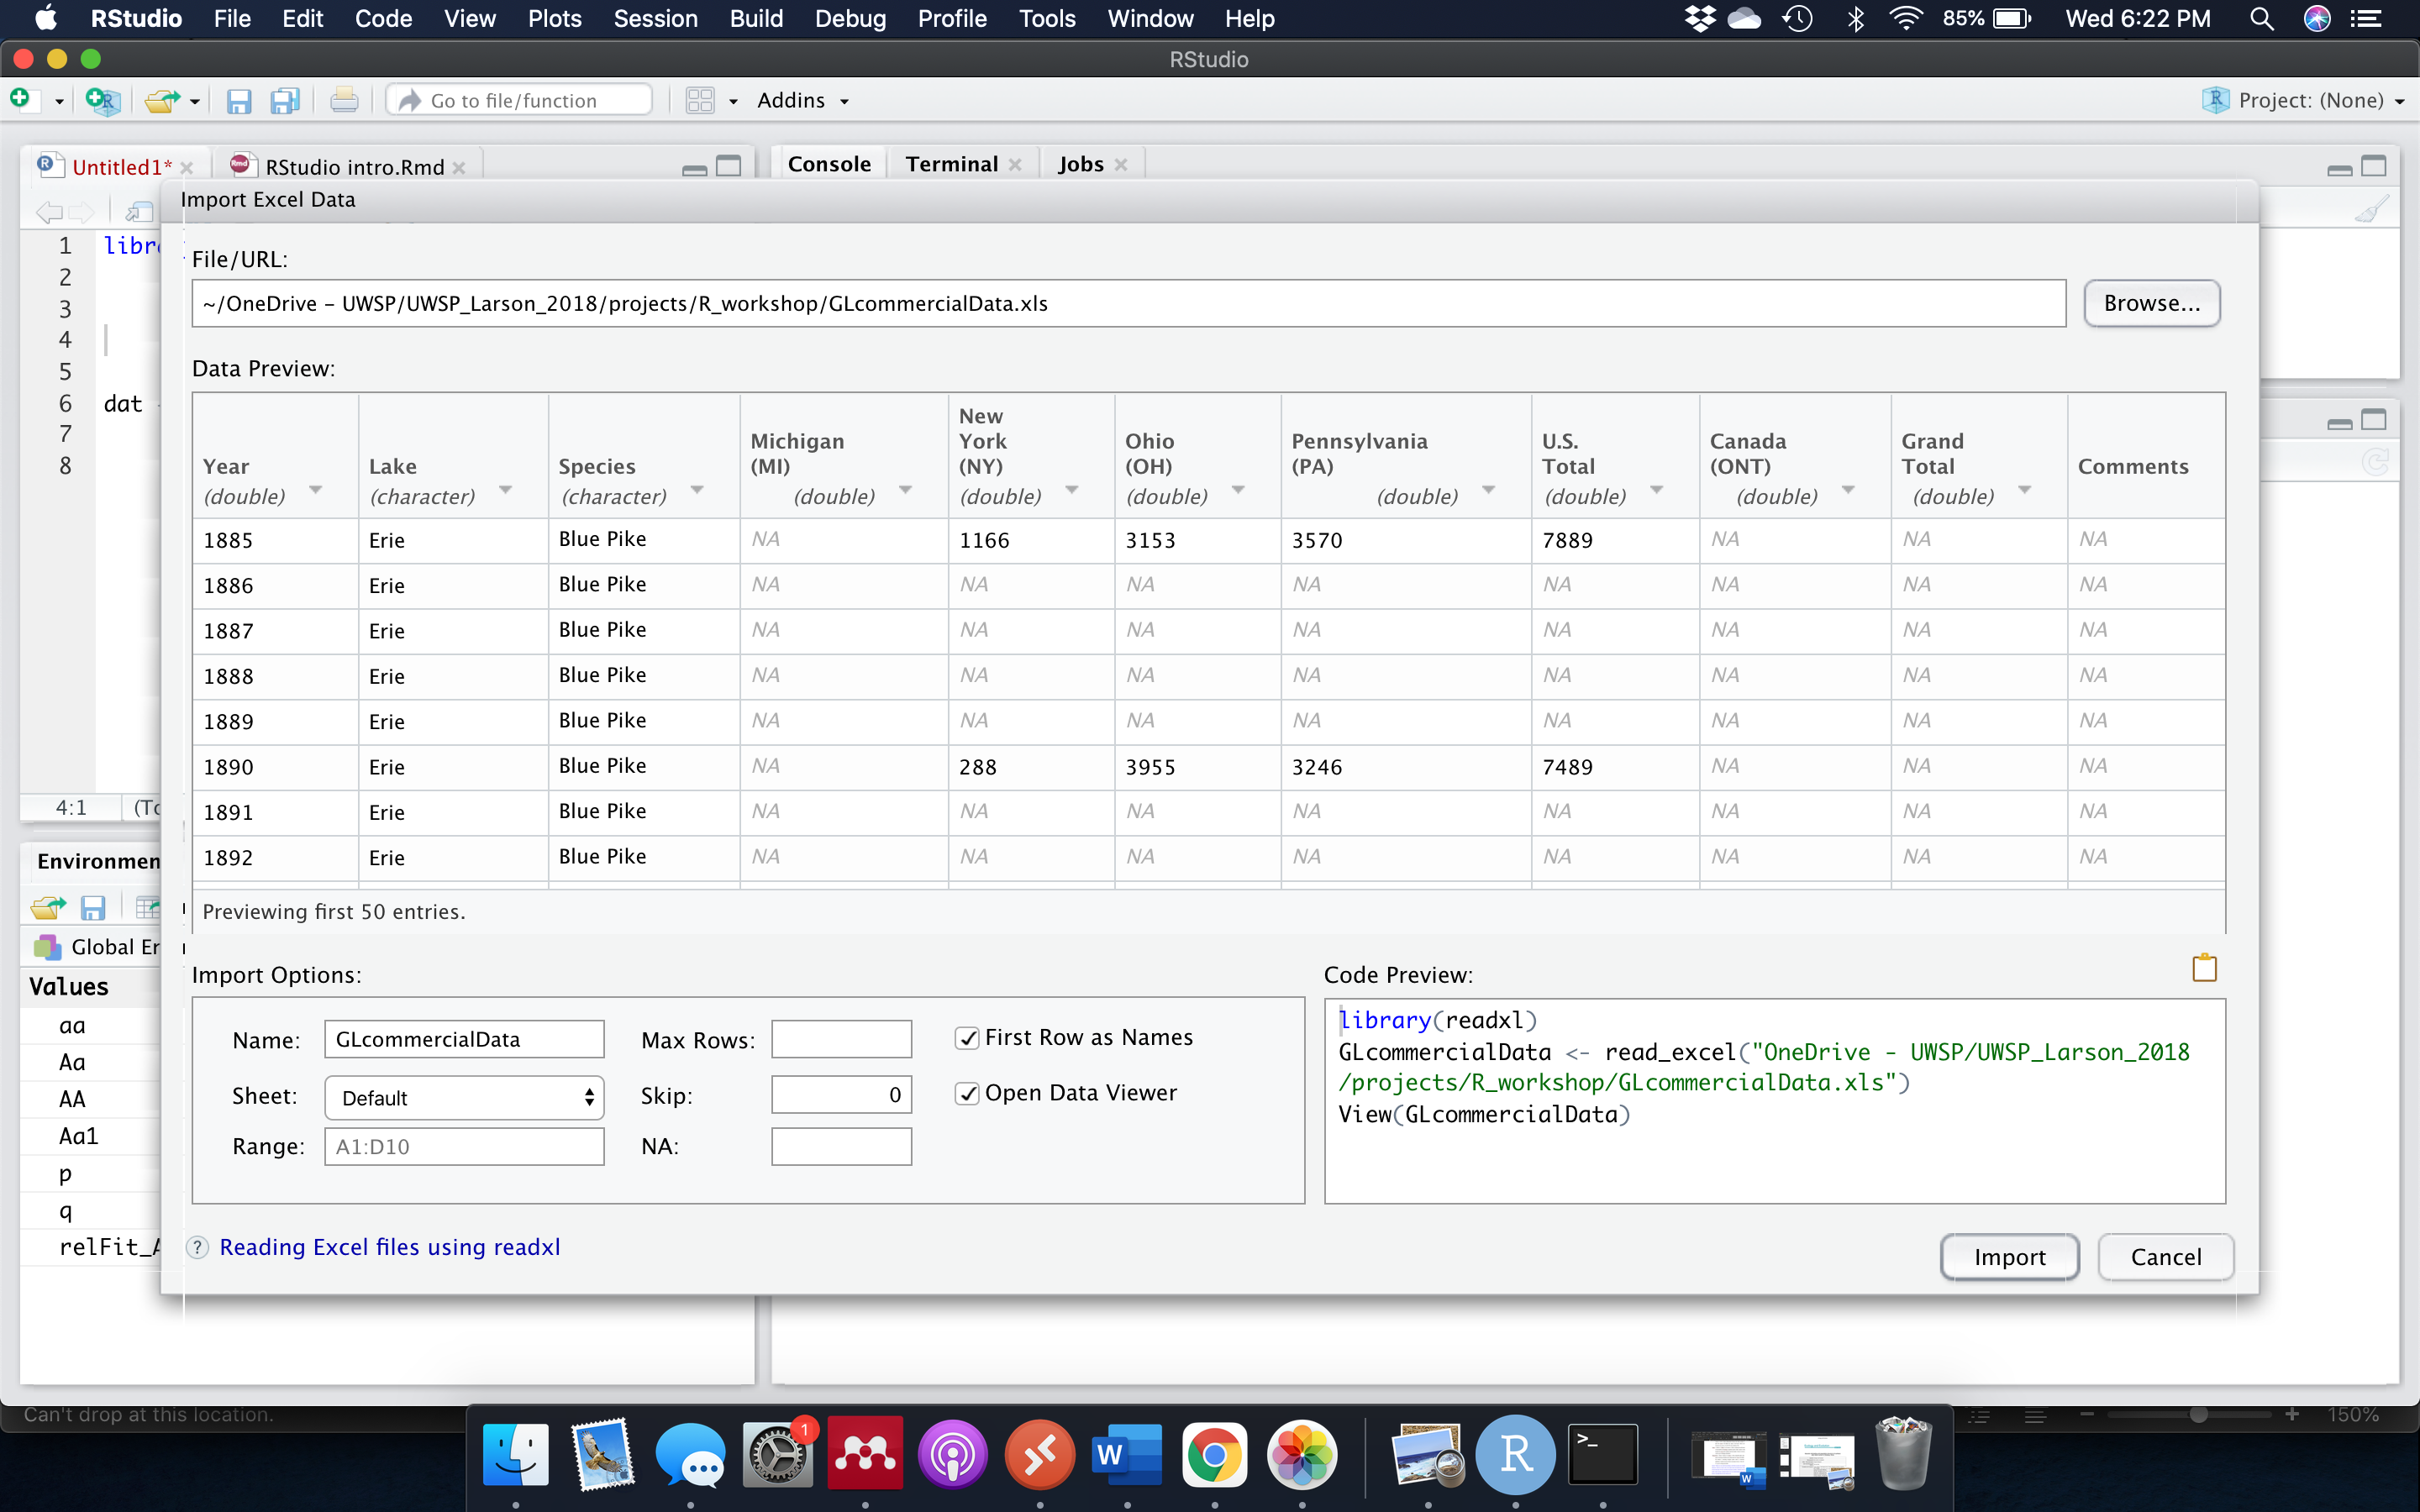 RStudio File Edit Code View Plots Session Build Debug Profile Tools Window Help 85% Wed 6:22 PM
RStudio
Go to file/function Addins Project: (None)
Untitled1* RStudio intro.Rmd Console Terminal Jobs
Import Excel Data
1 libra
2
3
4
5
6 dat
7
8
4:1 (To
Environmen
Global En
Values
aa
Aa
AA
Aa1
p
q
relFit_A
File/URL:
~/OneDrive - UWSP/UWSP_Larson_2018/projects/R_workshop/GLcommercialData.xls Browse...
Data Preview:
Year (double) Lake (character) Species (character) Michigan (MI) (double) New York (NY) (double) Ohio (OH) (double) Pennsylvania (PA) (double) U.S. Total (double) Canada (ONT) (double) Grand Total (double) Comments
1885 Erie Blue Pike NA 1166 3153 3570 7889 NA NA NA
1886 Erie Blue Pike NA NA NA NA NA NA NA NA
1887 Erie Blue Pike NA NA NA NA NA NA NA NA
1888 Erie Blue Pike NA NA NA NA NA NA NA NA
1889 Erie Blue Pike NA NA NA NA NA NA NA NA
1890 Erie Blue Pike NA 288 3955 3246 7489 NA NA NA
1891 Erie Blue Pike NA NA NA NA NA NA NA NA
1892 Erie Blue Pike NA NA NA NA NA NA NA NA
Previewing first 50 entries.
Import Options:
Name: GLcommercialData Max Rows: First Row as Names
Sheet: Default Skip: 0 Open Data Viewer
Range: A1:D10 NA:
Code Preview:
library(readxl)
GLcommercialData <- read_excel("OneDrive - UWSP/UWSP_Larson_2018
/projects/R_workshop/GLcommercialData.xls")
View(GLcommercialData)
? Reading Excel files using readxl
Import Cancel
Can't drop at this location. 150%
1
W
R
>_